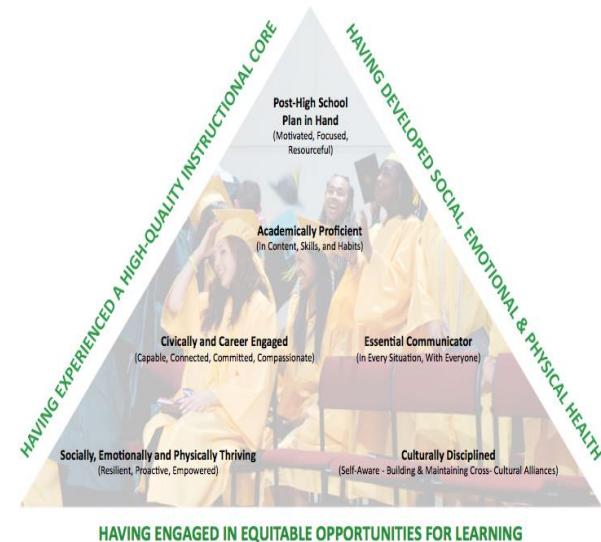 HAVING EXPERIENCED A HIGH-QUALITY INSTRUCTIONAL CORE
HAVING DEVELOPED SOCIAL, EMOTIONAL & PHYSICAL HEALTH
Post-High School
Plan in Hand
(Motivated, Focused,
Resourceful)
Academically Proficient
(In Content, Skills, and Habits)
Civically and Career Engaged
(Capable, Connected, Committed, Compassionate)
Essential Communicator
(In Every Situation, With Everyone)
Socially, Emotionally and Physically Thriving
(Resilient, Proactive, Empowered)
Culturally Disciplined
(Self-Aware - Building & Maintaining Cross- Cultural Alliances)
HAVING ENGAGED IN EQUITABLE OPPORTUNITIES FOR LEARNING